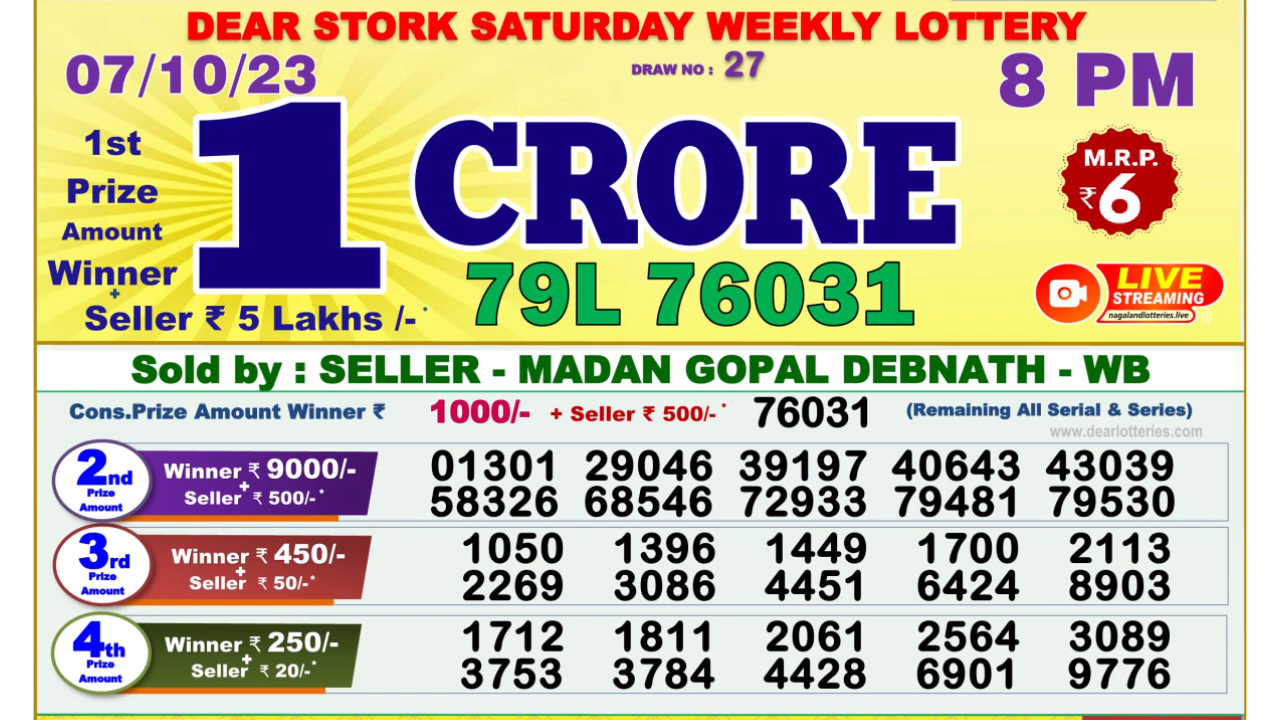 DEAR STORK SATURDAY WEEKLY LOTTERY
07/10/23
DRAW NO : 27
8 PM
1st
Prize
Amount
Winner
+
Seller ₹ 5 Lakhs /-*
1 CRORE
79L 76031
M.R.P.
₹6
LIVE
STREAMING
nagalandlotteries.live
Sold by : SELLER - MADAN GOPAL DEBNATH - WB
Cons.Prize Amount Winner ₹ 1000/- + Seller ₹ 500/-* 76031 (Remaining All Serial & Series)
www.dearlotteries.com
2nd
Prize
Amount
Winner ₹ 9000/-
+
Seller ₹ 500/-*
01301 29046 39197 40643 43039
58326 68546 72933 79481 79530
3rd
Prize
Amount
Winner ₹ 450/-
+
Seller ₹ 50/-*
1050 1396 1449 1700 2113
2269 3086 4451 6424 8903
4th
Prize
Amount
Winner ₹ 250/-
+
Seller ₹ 20/-*
1712 1811 2061 2564 3089
3753 3784 4428 6901 9776